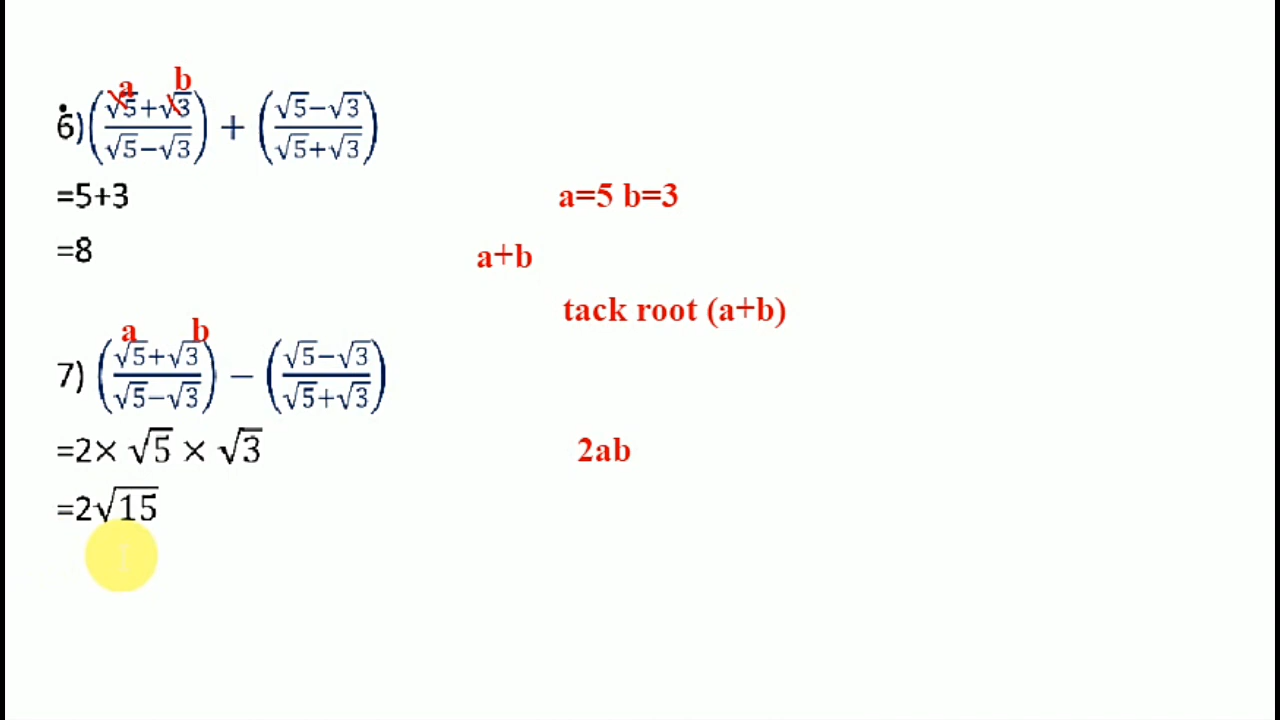 a b
6) (√5+√3 / √5−√3) + (√5−√3 / √5+√3)
=5+3 a=5 b=3
=8 a+b
tack root (a+b)
a b
7) (√5+√3 / √5−√3) − (√5−√3 / √5+√3)
=2× √5 × √3 2ab
=2√15